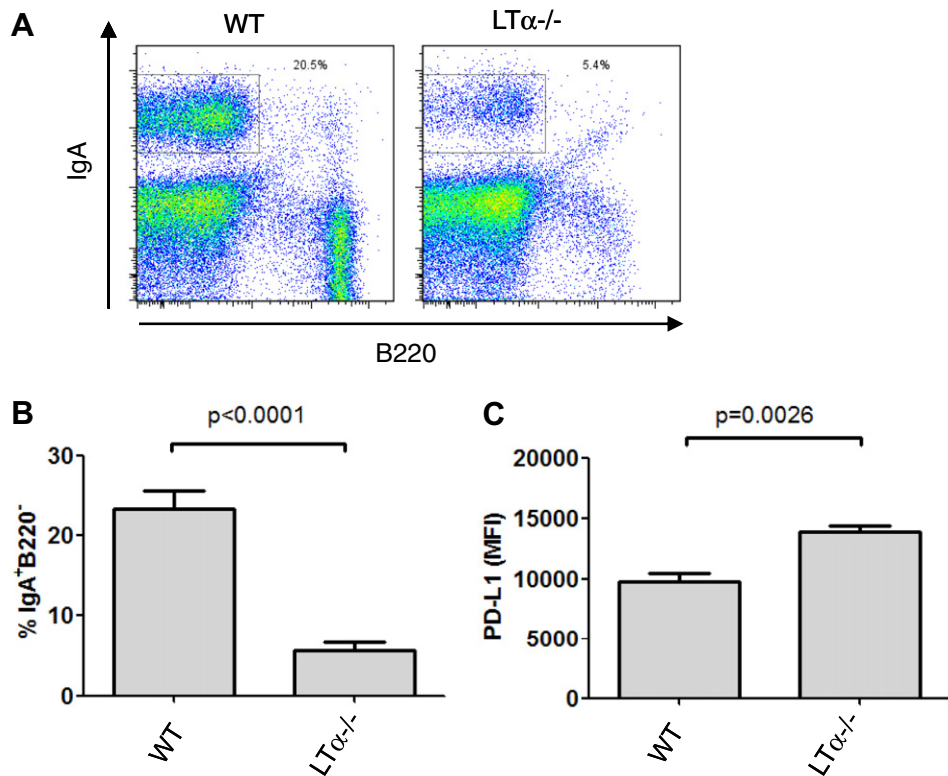 A
WT
LTα-/-
20.5%
5.4%
IgA
B220
B
p<0.0001
30
20
10
0
% IgA⁺B220⁻
WT
LTα-/-
C
p=0.0026
20000
15000
10000
5000
0
PD-L1 (MFI)
WT
LTα-/-